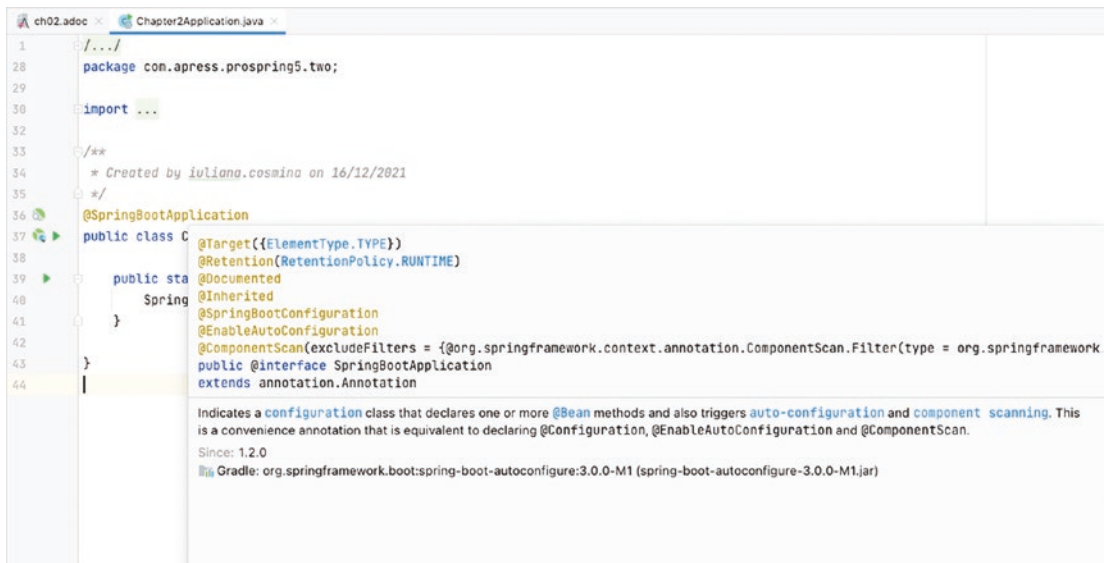 ch02.adoc × Chapter2Application.java ×
1 /.../
28 package com.apress.prospring5.two;
29
30 import ...
32
33 /**
34 * Created by iuliana.cosmina on 16/12/2021
35 */
36 @SpringBootApplication
37 public class C
38
39 public sta
40 Spring
41 }
42
43 }
44
@Target({ElementType.TYPE})
@Retention(RetentionPolicy.RUNTIME)
@Documented
@Inherited
@SpringBootConfiguration
@EnableAutoConfiguration
@ComponentScan(excludeFilters = {@org.springframework.context.annotation.ComponentScan.Filter(type = org.springframework
public @interface SpringBootApplication
extends annotation.Annotation
Indicates a configuration class that declares one or more @Bean methods and also triggers auto-configuration and component scanning. This
is a convenience annotation that is equivalent to declaring @Configuration, @EnableAutoConfiguration and @ComponentScan.
Since: 1.2.0
Gradle: org.springframework.boot:spring-boot-autoconfigure:3.0.0-M1 (spring-boot-autoconfigure-3.0.0-M1.jar)